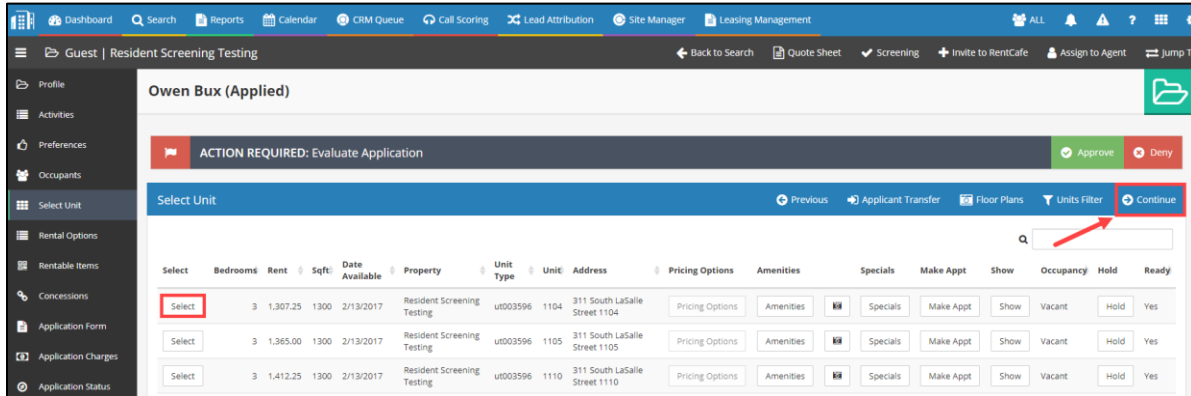 Dashboard Search Reports Calendar CRM Queue Call Scoring Lead Attribution Site Manager Leasing Management ALL ?
Guest | Resident Screening Testing Back to Search Quote Sheet Screening Invite to RentCafe Assign to Agent Jump T
Profile
Activities
Preferences
Occupants
Select Unit
Rental Options
Rentable Items
Concessions
Application Form
Application Charges
Application Status
Owen Bux (Applied)
ACTION REQUIRED: Evaluate Application Approve Deny
Select Unit Previous Applicant Transfer Floor Plans Units Filter Continue
Select Bedrooms Rent Sqft Date Available Property Unit Type Unit Address Pricing Options Amenities Specials Make Appt Show Occupancy Hold Ready
Select 3 1,307.25 1300 2/13/2017 Resident Screening Testing ut003596 1104 311 South LaSalle Street 1104 Pricing Options Amenities Specials Make Appt Show Vacant Hold Yes
Select 3 1,365.00 1300 2/13/2017 Resident Screening Testing ut003596 1105 311 South LaSalle Street 1105 Pricing Options Amenities Specials Make Appt Show Vacant Hold Yes
Select 3 1,412.25 1300 2/13/2017 Resident Screening Testing ut003596 1110 311 South LaSalle Street 1110 Pricing Options Amenities Specials Make Appt Show Vacant Hold Yes